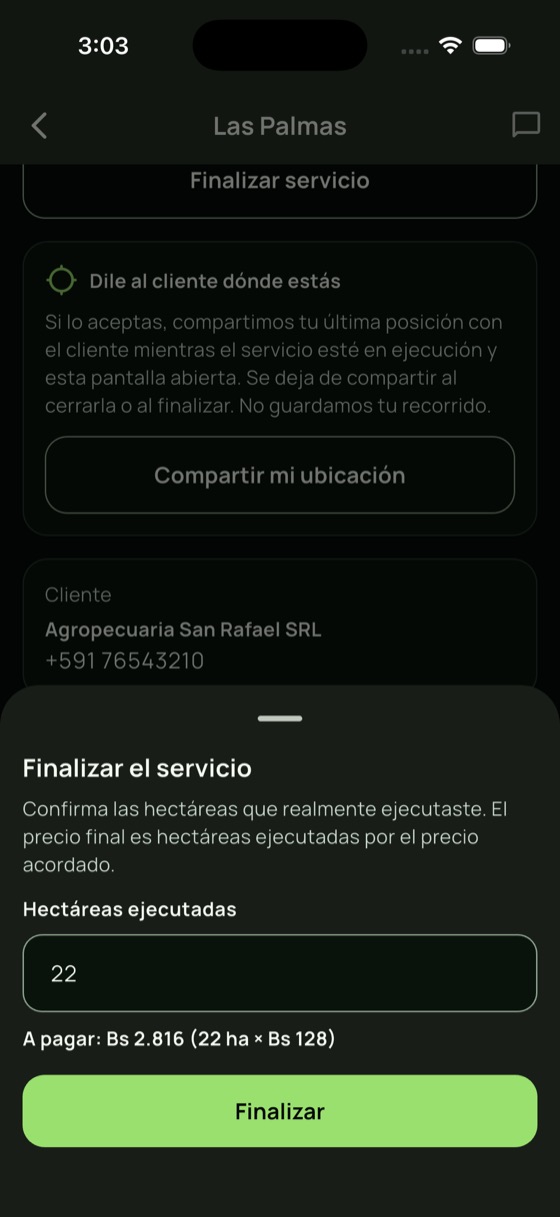 3:03
Las Palmas
Finalizar servicio
Dile al cliente dónde estás
Si lo aceptas, compartimos tu última posición con
el cliente mientras el servicio esté en ejecución y
esta pantalla abierta. Se deja de compartir al
cerrarla o al finalizar. No guardamos tu recorrido.
Compartir mi ubicación
Cliente
Agropecuaria San Rafael SRL
+591 76543210
Finalizar el servicio
Confirma las hectáreas que realmente ejecutaste. El
precio final es hectáreas ejecutadas por el precio
acordado.
Hectáreas ejecutadas
22
A pagar: Bs 2.816 (22 ha × Bs 128)
Finalizar